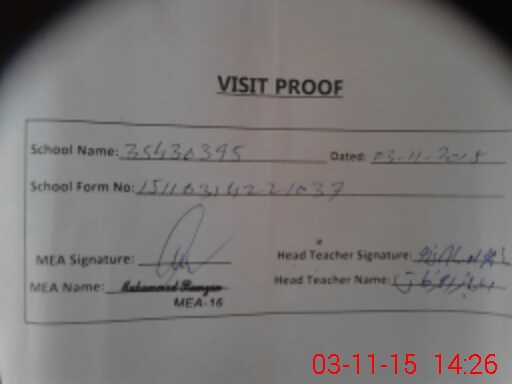 VISIT PROOF
School Name: 35430395 Dated: 03-11-2015
School Form No: 15110314221037
MEA Signature: Head Teacher Signature:
MEA Name: Muhammad Ramzan Head Teacher Name:
MEA-16
03-11-15 14:26